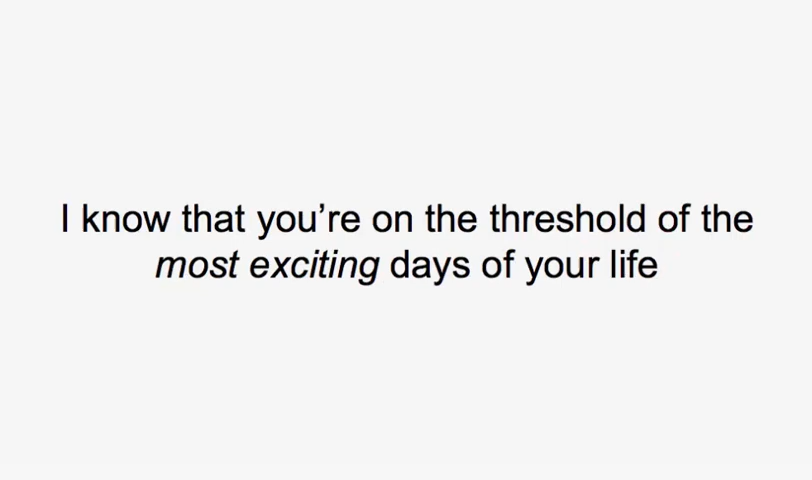 I know that you’re on the threshold of the
most exciting days of your life